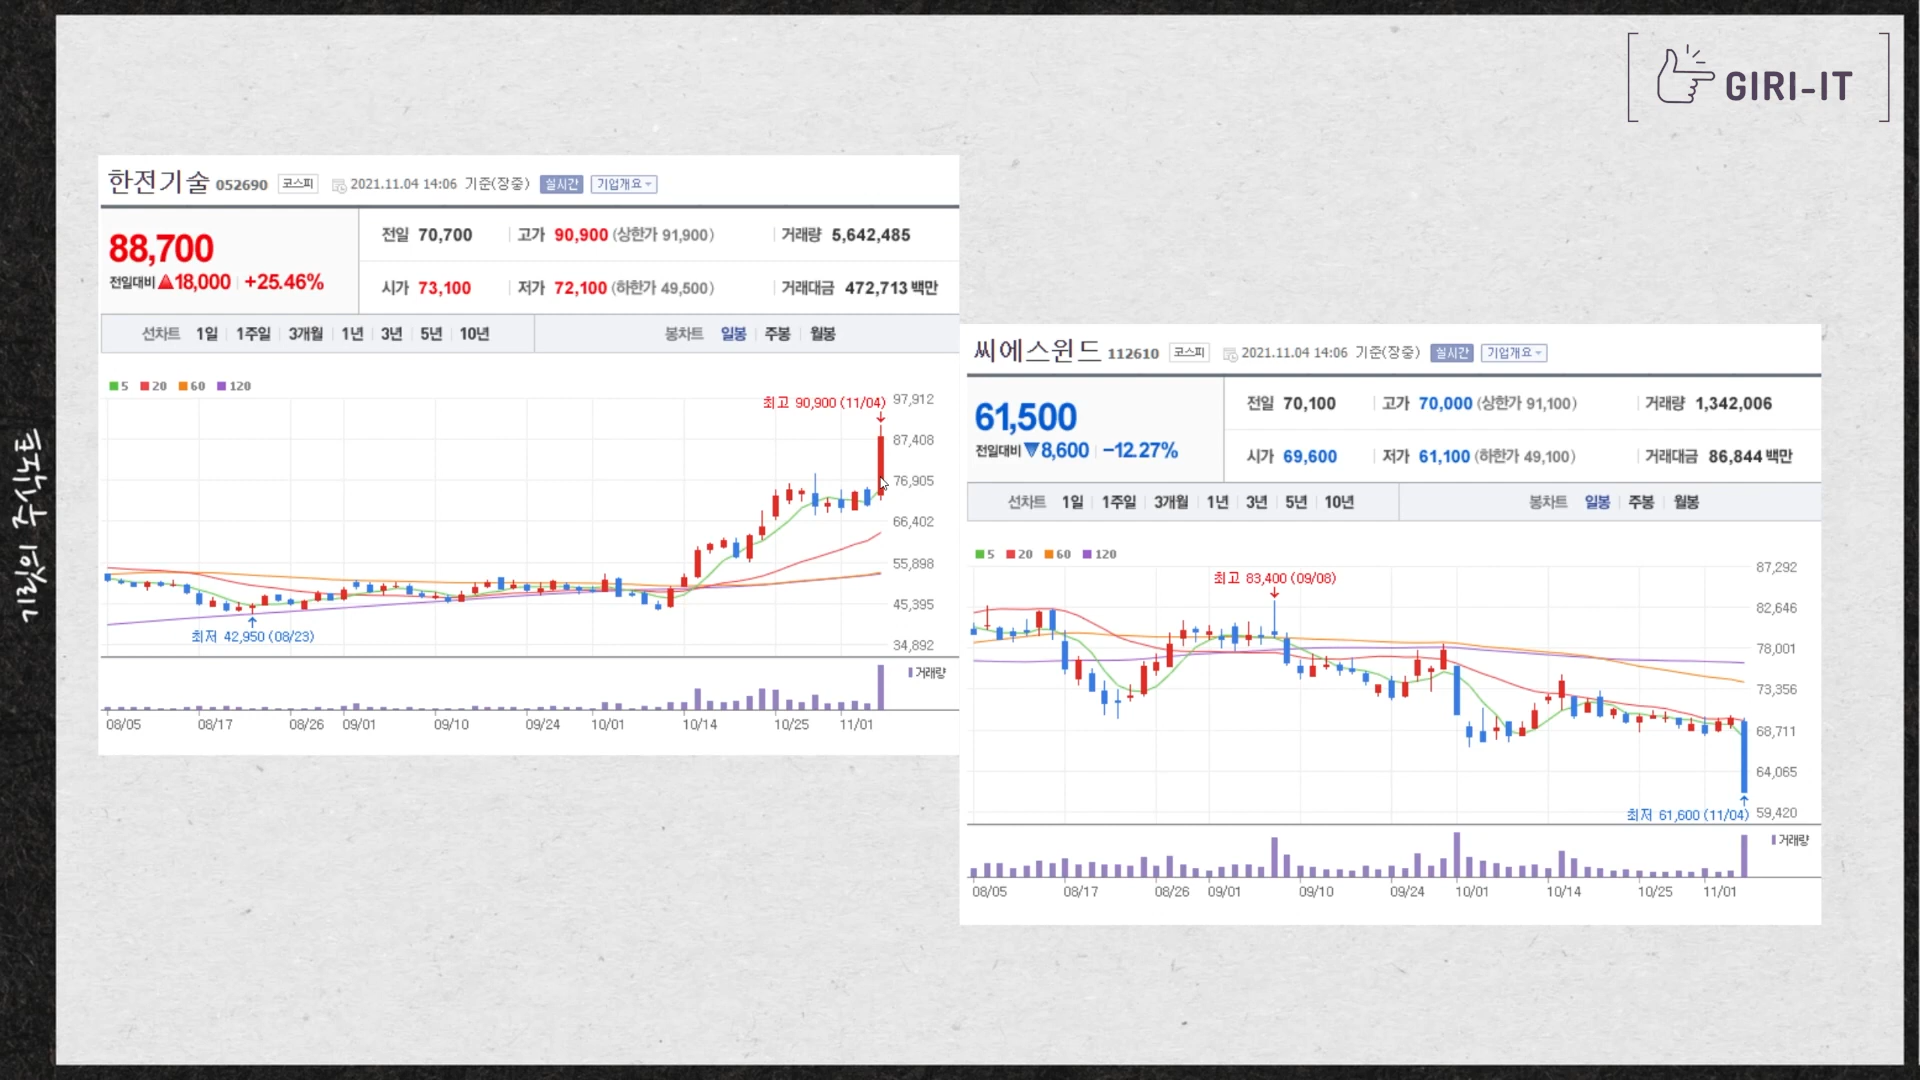 GIRI-IT
기릿의 주식노트
한전기술 052690 코스피 2021.11.04 14:06 기준(장중) 실시간 기업개요
88,700
전일대비 ▲18,000 +25.46%
전일 70,700 고가 90,900 (상한가 91,900) 거래량 5,642,485
시가 73,100 저가 72,100 (하한가 49,500) 거래대금 472,713 백만
선차트 1일 1주일 3개월 1년 3년 5년 10년 봉차트 일봉 주봉 월봉
5 20 60 120
최고 90,900 (11/04)
97,912
87,408
76,905
66,402
55,898
45,395
34,892
최저 42,950 (08/23)
거래량
08/05 08/17 08/26 09/01 09/10 09/24 10/01 10/14 10/25 11/01
씨에스윈드 112610 코스피 2021.11.04 14:06 기준(장중) 실시간 기업개요
61,500
전일대비 ▼8,600 -12.27%
전일 70,100 고가 70,000 (상한가 91,100) 거래량 1,342,006
시가 69,600 저가 61,100 (하한가 49,100) 거래대금 86,844 백만
선차트 1일 1주일 3개월 1년 3년 5년 10년 봉차트 일봉 주봉 월봉
5 20 60 120
최고 83,400 (09/08)
87,292
82,646
78,001
73,356
68,711
64,065
59,420
최저 61,600 (11/04)
거래량
08/05 08/17 08/26 09/01 09/10 09/24 10/01 10/14 10/25 11/01